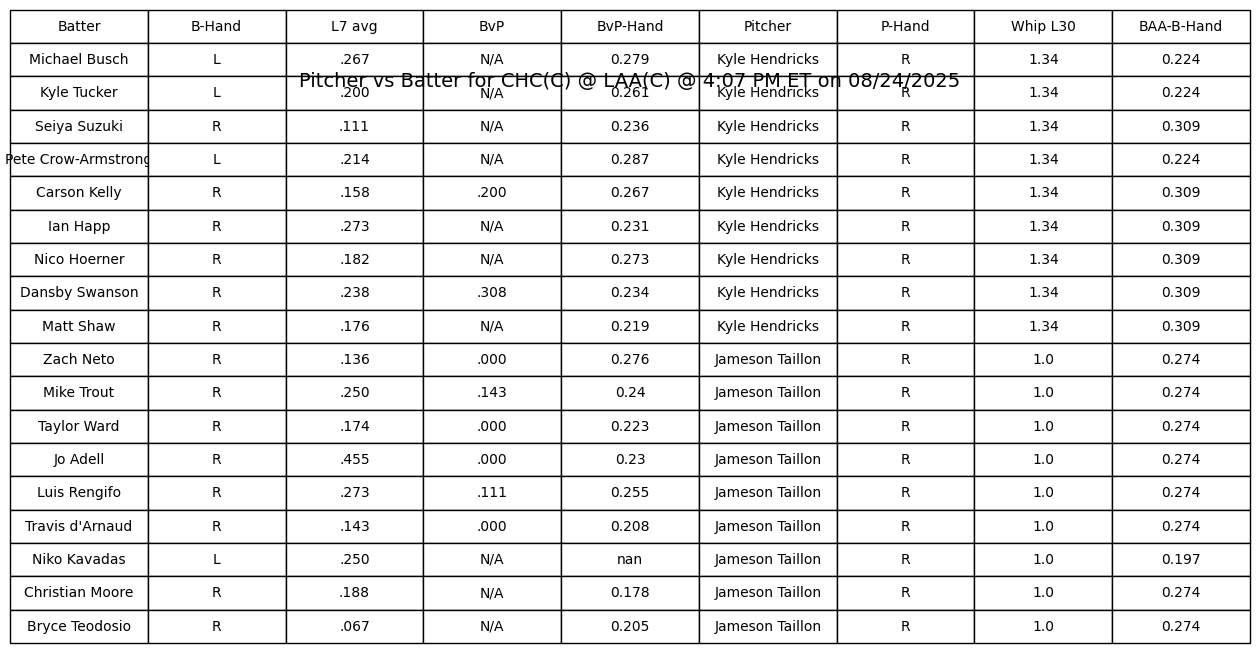 Batter B-Hand L7 avg BvP BvP-Hand Pitcher P-Hand Whip L30 BAA-B-Hand
Michael Busch L .267 N/A 0.279 Kyle Hendricks R 1.34 0.224
Pitcher vs Batter for CHC(C) @ LAA(C) @ 4:07 PM ET on 08/24/2025
Kyle Tucker L .200 N/A 0.261 Kyle Hendricks R 1.34 0.224
Seiya Suzuki R .111 N/A 0.236 Kyle Hendricks R 1.34 0.309
Pete Crow-Armstrong L .214 N/A 0.287 Kyle Hendricks R 1.34 0.224
Carson Kelly R .158 .200 0.267 Kyle Hendricks R 1.34 0.309
Ian Happ R .273 N/A 0.231 Kyle Hendricks R 1.34 0.309
Nico Hoerner R .182 N/A 0.273 Kyle Hendricks R 1.34 0.309
Dansby Swanson R .238 .308 0.234 Kyle Hendricks R 1.34 0.309
Matt Shaw R .176 N/A 0.219 Kyle Hendricks R 1.34 0.309
Zach Neto R .136 .000 0.276 Jameson Taillon R 1.0 0.274
Mike Trout R .250 .143 0.24 Jameson Taillon R 1.0 0.274
Taylor Ward R .174 .000 0.223 Jameson Taillon R 1.0 0.274
Jo Adell R .455 .000 0.23 Jameson Taillon R 1.0 0.274
Luis Rengifo R .273 .111 0.255 Jameson Taillon R 1.0 0.274
Travis d'Arnaud R .143 .000 0.208 Jameson Taillon R 1.0 0.274
Niko Kavadas L .250 N/A nan Jameson Taillon R 1.0 0.197
Christian Moore R .188 N/A 0.178 Jameson Taillon R 1.0 0.274
Bryce Teodosio R .067 N/A 0.205 Jameson Taillon R 1.0 0.274